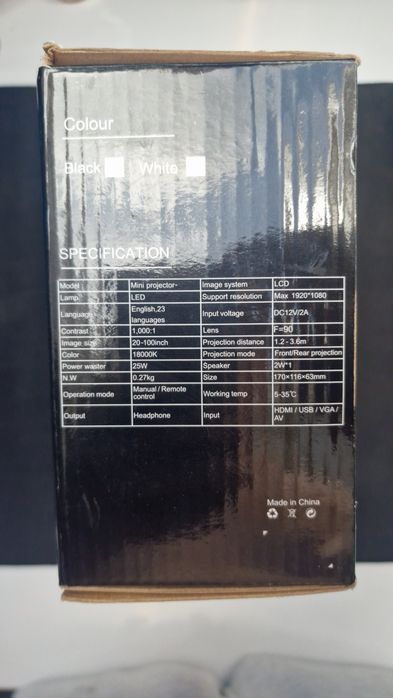 Colour
Black White
SPECIFICATION
Model Mini projector- Image system LCD
Lamp LED Support resolution Max 1920*1080
Language English,23 languages Input voltage DC12V/2A
Contrast 1,000:1 Lens F=90
Image size 20-100inch Projection distance 1.2-3.6m
Color 18000K Projection mode Front/Rear projection
Power waster 25W Speaker 2W*1
N.W 0.27kg Size 170×116×63mm
Operation mode Manual / Remote control Working temp 5-35℃
Output Headphone Input HDMI / USB / VGA / AV
Made in China